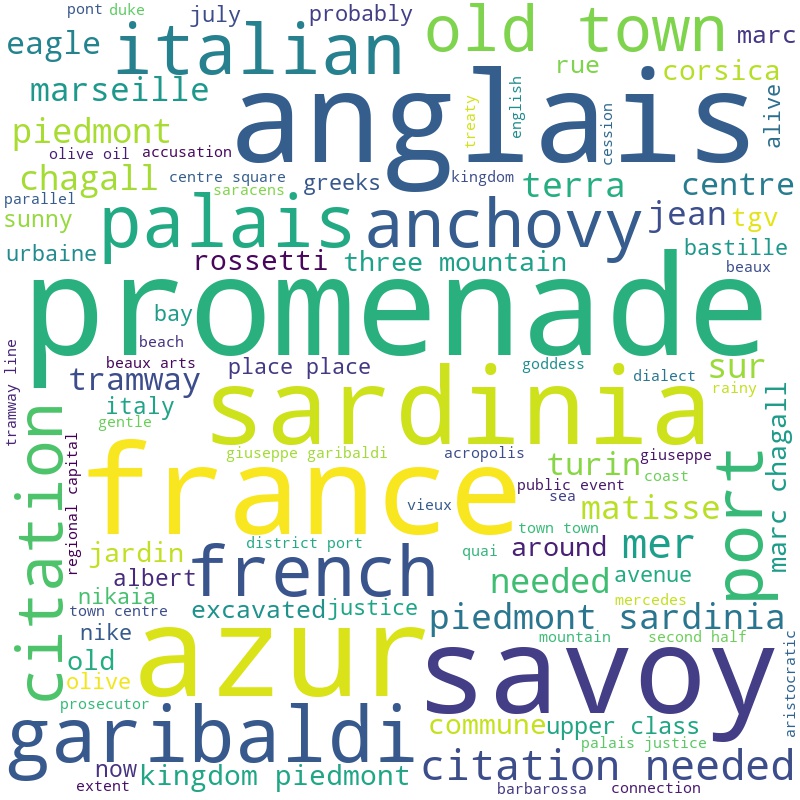 pont duke
july probably
old town
marc
eagle
italian
rue
corsica
marseille
anglais
treaty
english
cession
alive
piedmont
olive oil accusation
chagall
centre square
saracens
greeks
kingdom
terra
centre
parallel
sunny
palais
anchovy
jean
tgv
urbaine
rossetti
three mountain
bastille
beaux
promenade
bay
beach
beaux arts
place place
goddess
dialect
sur
rainy
tramway
tramway line
italy
gentle
sardinia
giuseppe garibaldi
acropolis
turin
giuseppe
coast
marc chagall
citation
regional capital
france
public event
sea
vieux
matisse
port
town town
district port
quai
jardin
albert
french
around
mer
nikaia
needed
avenue
mercedes
town centre
excavated
justice
piedmont sardinia
nike
old
azur
olive
savoy
mountain
second half
aristocratic
prosecutor
garibaldi
commune
upper class
palais justice
now
kingdom piedmont
citation needed
extent
barbarossa
connection